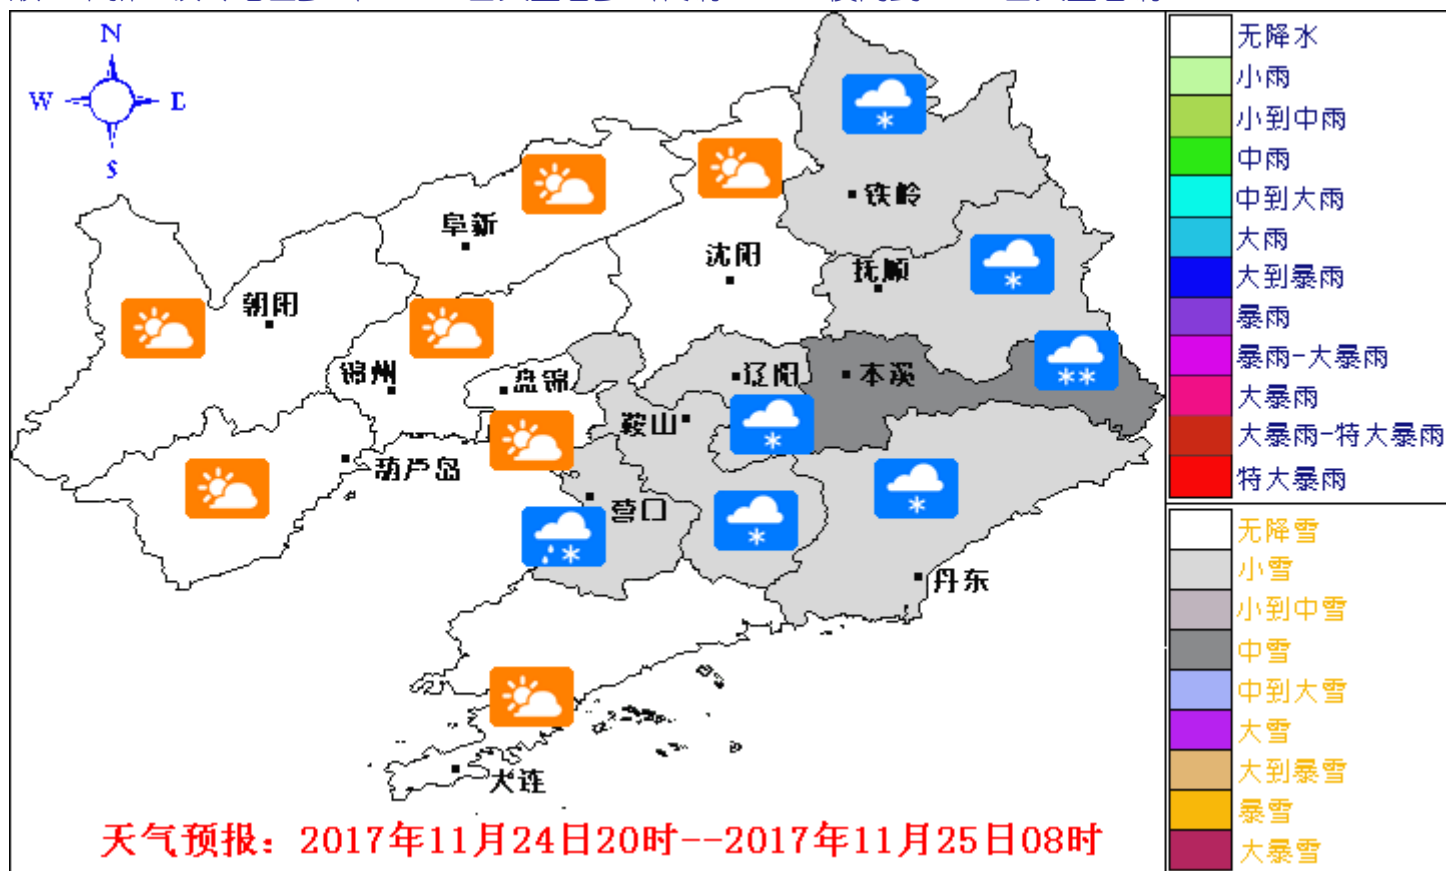 N
W E
S
无降水
小雨
小到中雨
中雨
中到大雨
大雨
大到暴雨
暴雨
暴雨-大暴雨
大暴雨
大暴雨-特大暴雨
特大暴雨
无降雪
小雪
小到中雪
中雪
中到大雪
大雪
大到暴雪
暴雪
大暴雪
铁岭
阜新
沈阳
抚顺
朝阳
锦州
盘锦
辽阳
本溪
鞍山
葫芦岛
营口
丹东
大连
天气预报：2017年11月24日20时--2017年11月25日08时